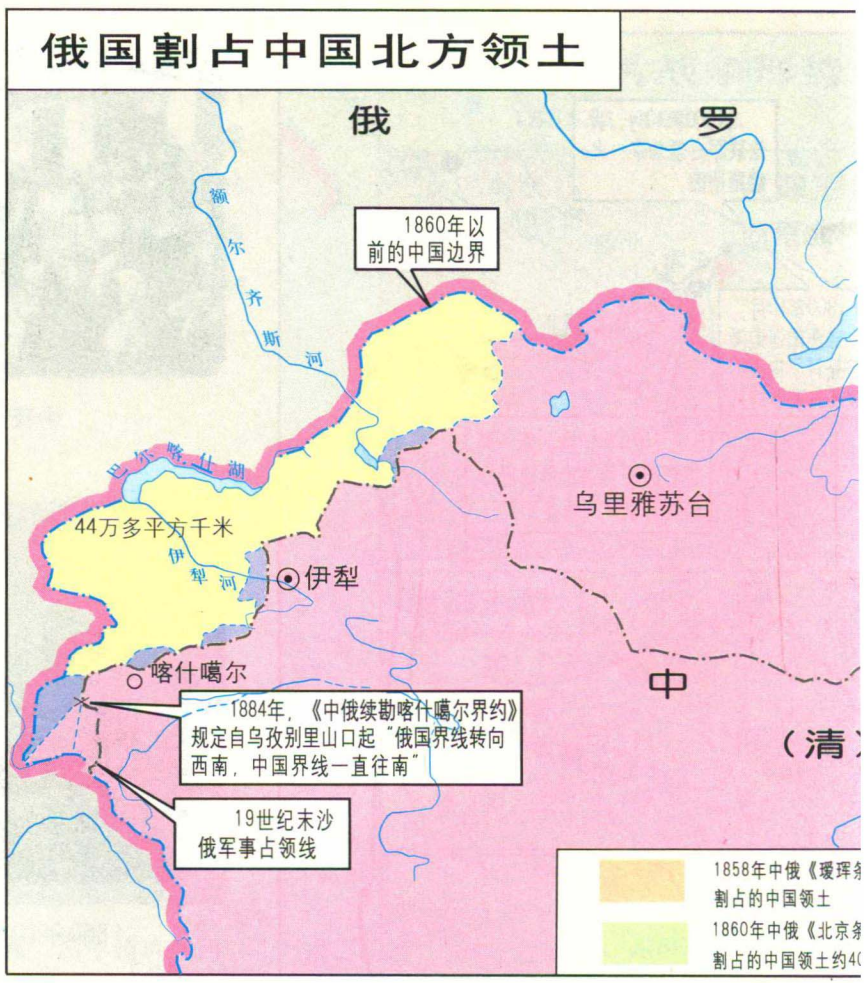 俄国割占中国北方领土
俄 罗
额尔齐斯河
1860年以
前的中国边界
巴尔喀什湖
44万多平方千米
伊犁河
伊犁
乌里雅苏台
喀什噶尔
中
(清)
1884年,《中俄续勘喀什噶尔界约》
规定自乌孜别里山口起“俄国界线转向
西南,中国界线一直往南”
19世纪末沙
俄军事占领线
1858年中俄《瑷珲条
割占的中国领土
1860年中俄《北京条
割占的中国领土约40